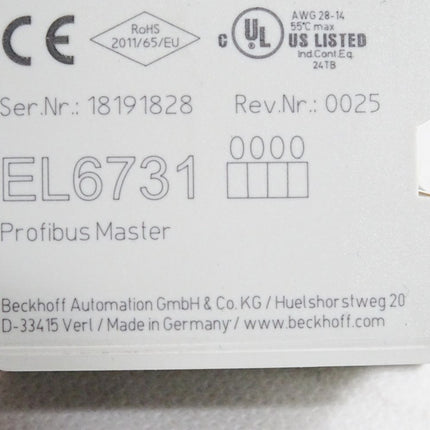 CE
RoHS
2011/65/EU
C UL US LISTED
AWG 28-14
55°C max
Ind.Cont.Eq.
24TB
Ser.Nr.: 18191828 Rev.Nr.: 0025
EL6731 0000
Profibus Master
Beckhoff Automation GmbH & Co. KG / Huelshorstweg 20
D-33415 Verl / Made in Germany / www.beckhoff.com